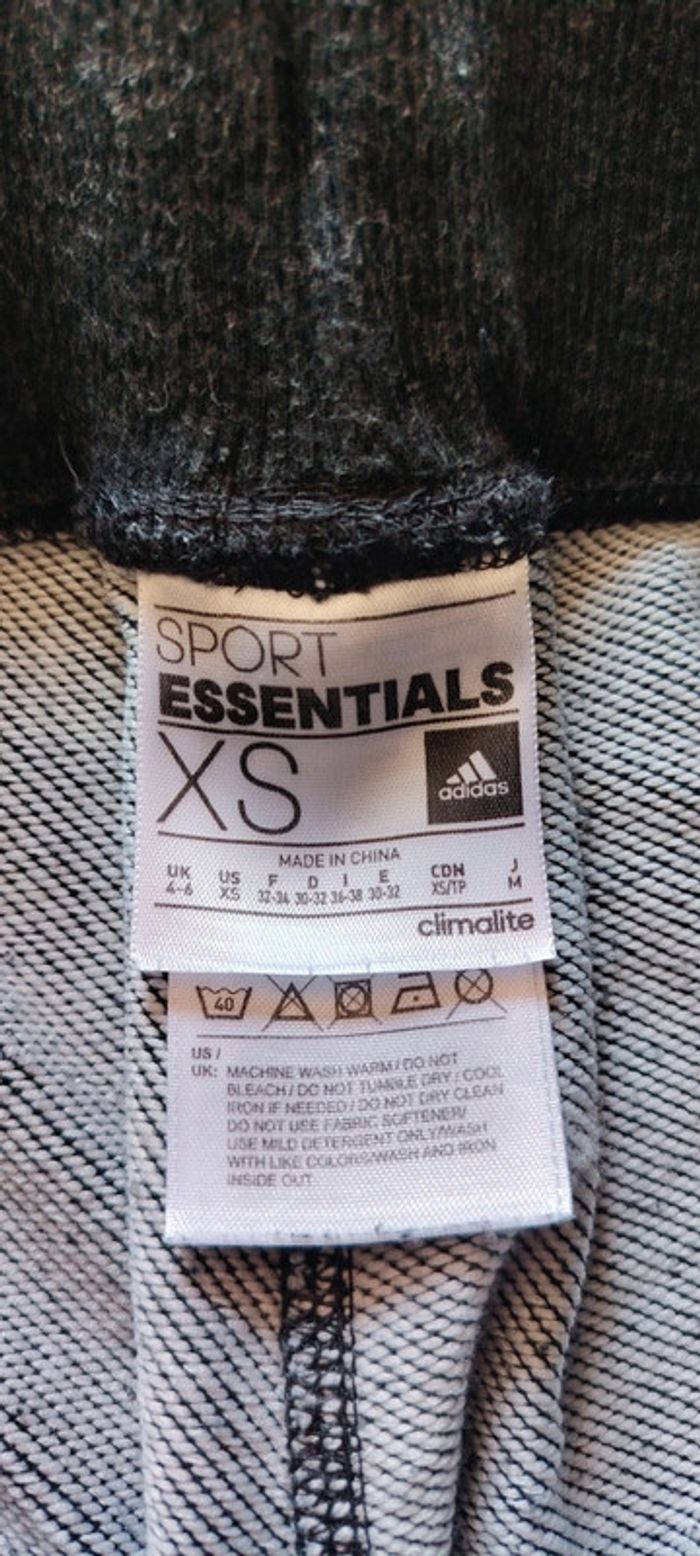 SPORT
ESSENTIALS
XS
adidas
MADE IN CHINA
UK US F D I E CDN J
4-6 XS 32-34 30-32 36-38 30-32 XS/TP M
climalite
40
US /
UK: MACHINE WASH WARM / DO NOT
BLEACH / DO NOT TUMBLE DRY / COOL
IRON IF NEEDED / DO NOT DRY CLEAN
DO NOT USE FABRIC SOFTENER/
USE MILD DETERGENT ONLY/WASH
WITH LIKE COLORS/WASH AND IRON
INSIDE OUT